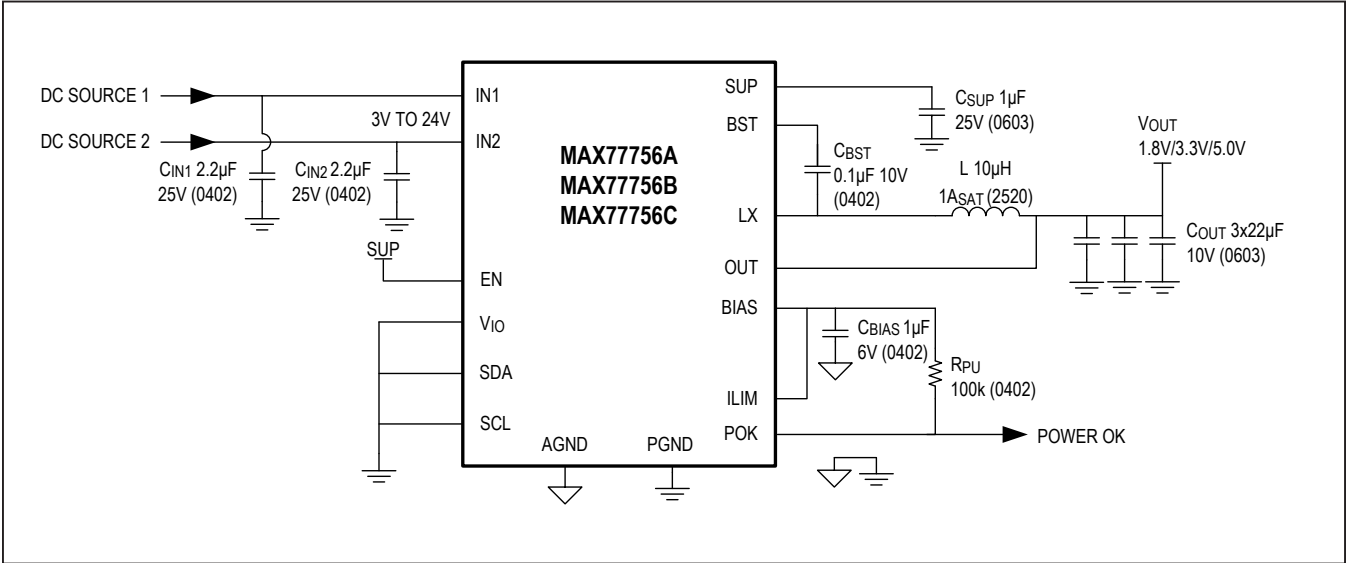 DC SOURCE 1
DC SOURCE 2
3V TO 24V
CIN1 2.2µF
25V (0402)
CIN2 2.2µF
25V (0402)
SUP
IN1
IN2
EN
VIO
SDA
SCL
MAX77756A
MAX77756B
MAX77756C
AGND
PGND
SUP
BST
LX
OUT
BIAS
ILIM
POK
CSUP 1µF
25V (0603)
CBST
0.1µF 10V
(0402)
L 10µH
1ASAT (2520)
VOUT
1.8V/3.3V/5.0V
COUT 3x22µF
10V (0603)
CBIAS 1µF
6V (0402)
RPU
100k (0402)
POWER OK